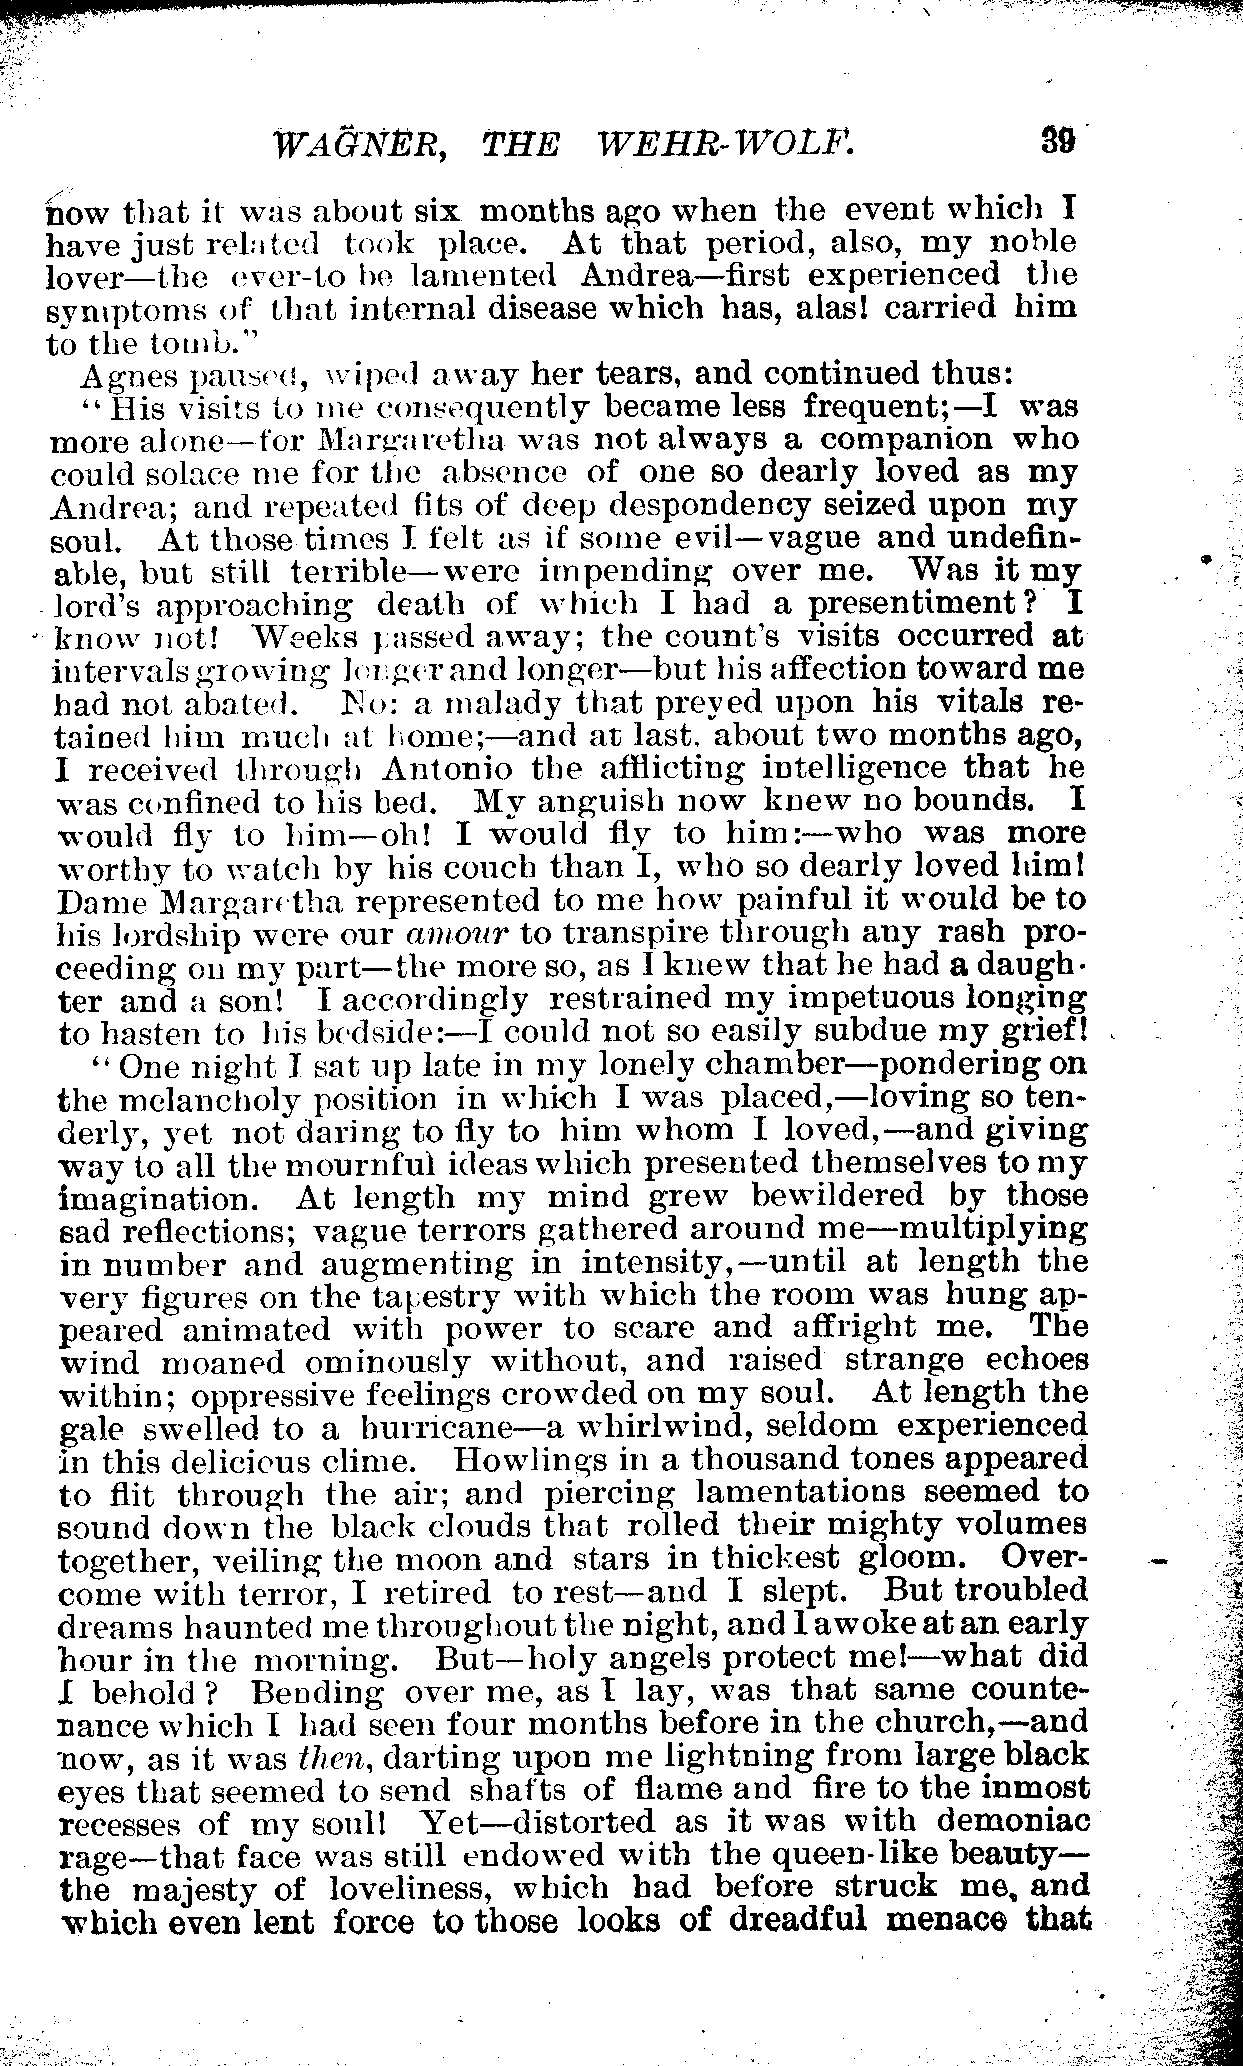 WAGNER, THE WEHR-WOLF. 39
now that it was about six months ago when the event which I
have just related took place. At that period, also, my noble
lover—the ever-to be lamented Andrea—first experienced the
symptoms of that internal disease which has, alas! carried him
to the tomb."
Agnes paused, wiped away her tears, and continued thus:
"His visits to me consequently became less frequent;—I was
more alone—for Margaretha was not always a companion who
could solace me for the absence of one so dearly loved as my
Andrea; and repeated fits of deep despondency seized upon my
soul. At those times I felt as if some evil—vague and undefin-
able, but still terrible—were impending over me. Was it my
lord's approaching death of which I had a presentiment? I
know not! Weeks passed away; the count's visits occurred at
intervals growing longer and longer—but his affection toward me
had not abated. No: a malady that preyed upon his vitals re-
tained him much at home;—and at last, about two months ago,
I received through Antonio the afflicting intelligence that he
was confined to his bed. My anguish now knew no bounds. I
would fly to him—oh! I would fly to him:—who was more
worthy to watch by his couch than I, who so dearly loved him!
Dame Margaretha represented to me how painful it would be to
his lordship were our amour to transpire through any rash pro-
ceeding on my part—the more so, as I knew that he had a daugh-
ter and a son! I accordingly restrained my impetuous longing
to hasten to his bedside:—I could not so easily subdue my grief!
"One night I sat up late in my lonely chamber—pondering on
the melancholy position in which I was placed,—loving so ten-
derly, yet not daring to fly to him whom I loved,—and giving
way to all the mournful ideas which presented themselves to my
imagination. At length my mind grew bewildered by those
sad reflections; vague terrors gathered around me—multiplying
in number and augmenting in intensity,—until at length the
very figures on the tapestry with which the room was hung ap-
peared animated with power to scare and affright me. The
wind moaned ominously without, and raised strange echoes
within; oppressive feelings crowded on my soul. At length the
gale swelled to a hurricane—a whirlwind, seldom experienced
in this delicious clime. Howlings in a thousand tones appeared
to flit through the air; and piercing lamentations seemed to
sound down the black clouds that rolled their mighty volumes
together, veiling the moon and stars in thickest gloom. Over-
come with terror, I retired to rest—and I slept. But troubled
dreams haunted me throughout the night, and I awoke at an early
hour in the morning. But—holy angels protect me!—what did
I behold? Bending over me, as I lay, was that same counte-
nance which I had seen four months before in the church,—and
now, as it was then, darting upon me lightning from large black
eyes that seemed to send shafts of flame and fire to the inmost
recesses of my soul! Yet—distorted as it was with demoniac
rage—that face was still endowed with the queen-like beauty—
the majesty of loveliness, which had before struck me, and
which even lent force to those looks of dreadful menace that